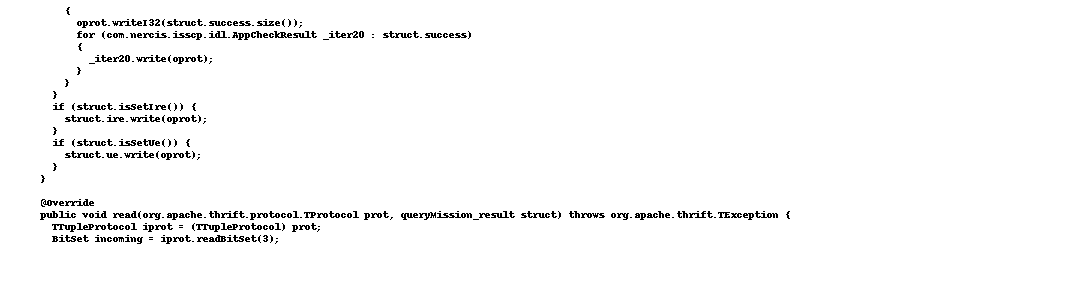 {
oprot.writeI32(struct.success.size());
for (com.nercis.isscp.idl.AppCheckResult _iter20 : struct.success)
{
_iter20.write(oprot);
}
}
}
if (struct.isSetIre()) {
struct.ire.write(oprot);
}
if (struct.isSetUe()) {
struct.ue.write(oprot);
}
}
@Override
public void read(org.apache.thrift.protocol.TProtocol prot, queryMission_result struct) throws org.apache.thrift.TException {
TTupleProtocol iprot = (TTupleProtocol) prot;
BitSet incoming = iprot.readBitSet(3);